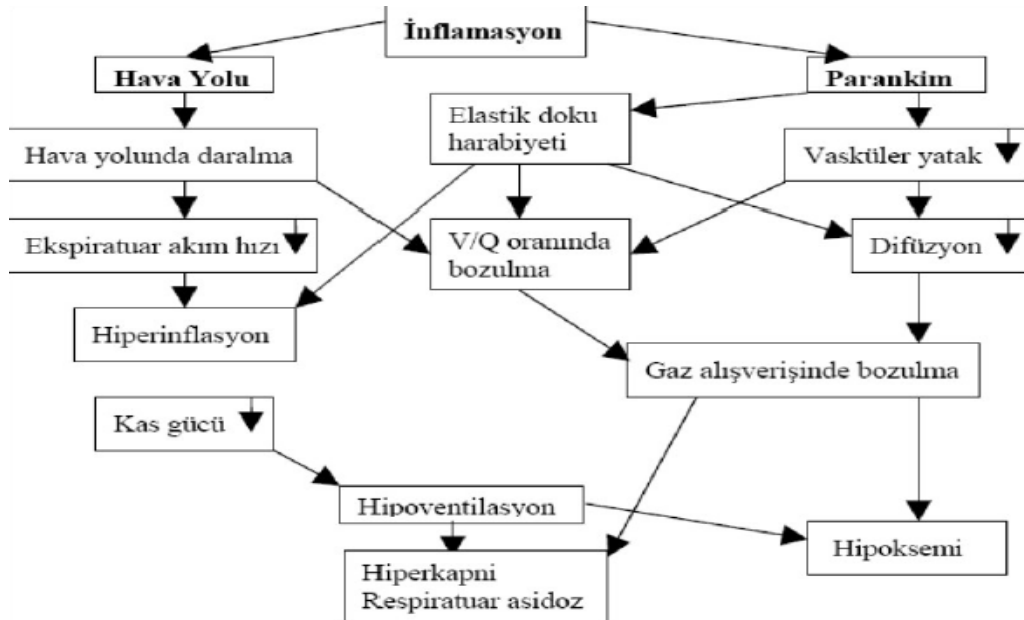 İnflamasyon
Hava Yolu
Parankim
Elastik doku
harabiyeti
Hava yolunda daralma
Vasküler yatak
Ekspiratuar akım hızı
V/Q oranında
bozulma
Difüzyon
Hiperinflasyon
Gaz alışverişinde bozulma
Kas gücü
Hipoventilasyon
Hipoksemi
Hiperkapni
Respiratuar asidoz